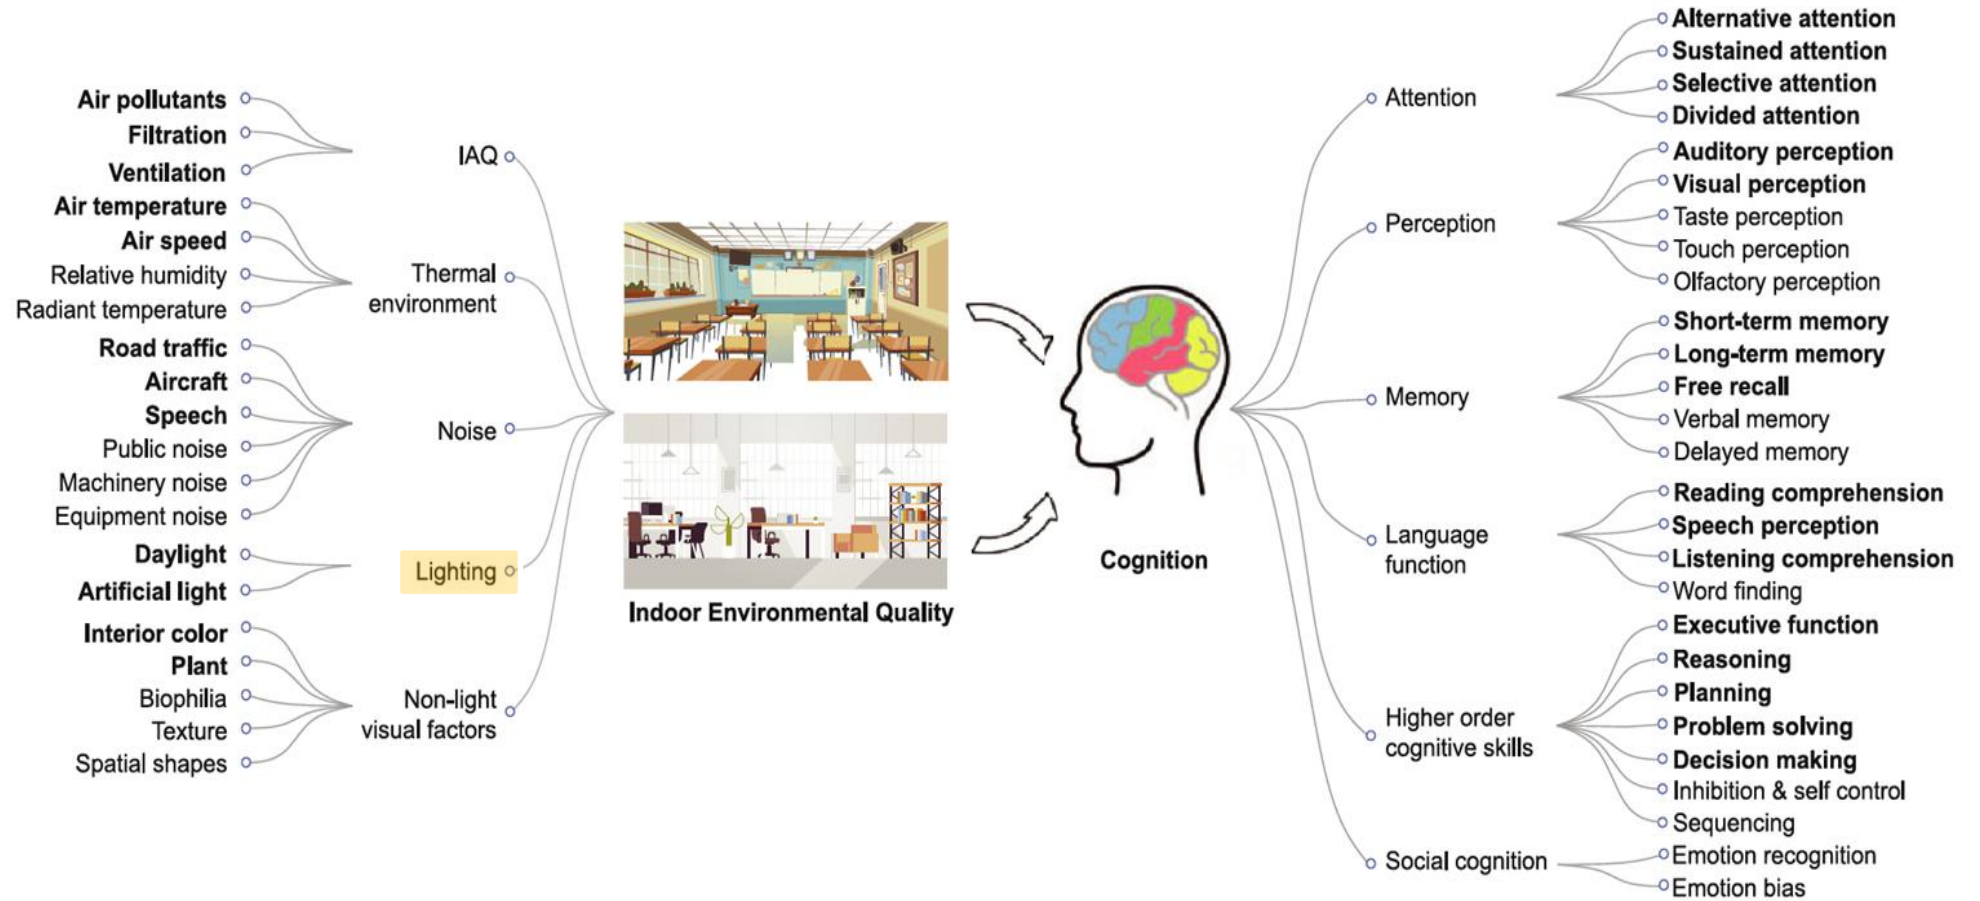 Air pollutants
Filtration
Ventilation
IAQ
Air temperature
Air speed
Relative humidity
Radiant temperature
Thermal
environment
Road traffic
Aircraft
Speech
Public noise
Machinery noise
Equipment noise
Noise
Daylight
Artificial light
Lighting
Interior color
Plant
Biophilia
Texture
Spatial shapes
Non-light
visual factors
Indoor Environmental Quality
Cognition
Attention
Alternative attention
Sustained attention
Selective attention
Divided attention
Perception
Auditory perception
Visual perception
Taste perception
Touch perception
Olfactory perception
Memory
Short-term memory
Long-term memory
Free recall
Verbal memory
Delayed memory
Language
function
Reading comprehension
Speech perception
Listening comprehension
Word finding
Higher order
cognitive skills
Executive function
Reasoning
Planning
Problem solving
Decision making
Inhibition & self control
Sequencing
Social cognition
Emotion recognition
Emotion bias